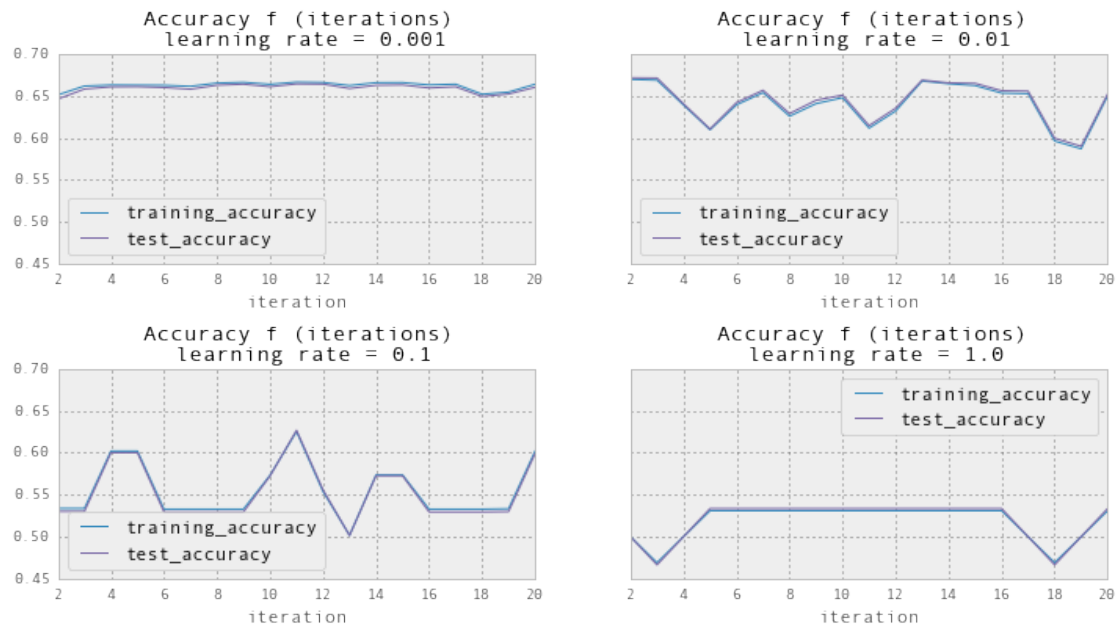 Accuracy f (iterations)
learning rate = 0.001
0.70
0.65
0.60
0.55
0.50
0.45
training_accuracy
test_accuracy
2 4 6 8 10 12 14 16 18 20
iteration
Accuracy f (iterations)
learning rate = 0.01
training_accuracy
test_accuracy
2 4 6 8 10 12 14 16 18 20
iteration
Accuracy f (iterations)
learning rate = 0.1
0.70
0.65
0.60
0.55
0.50
0.45
training_accuracy
test_accuracy
2 4 6 8 10 12 14 16 18 20
iteration
Accuracy f (iterations)
learning rate = 1.0
training_accuracy
test_accuracy
2 4 6 8 10 12 14 16 18 20
iteration